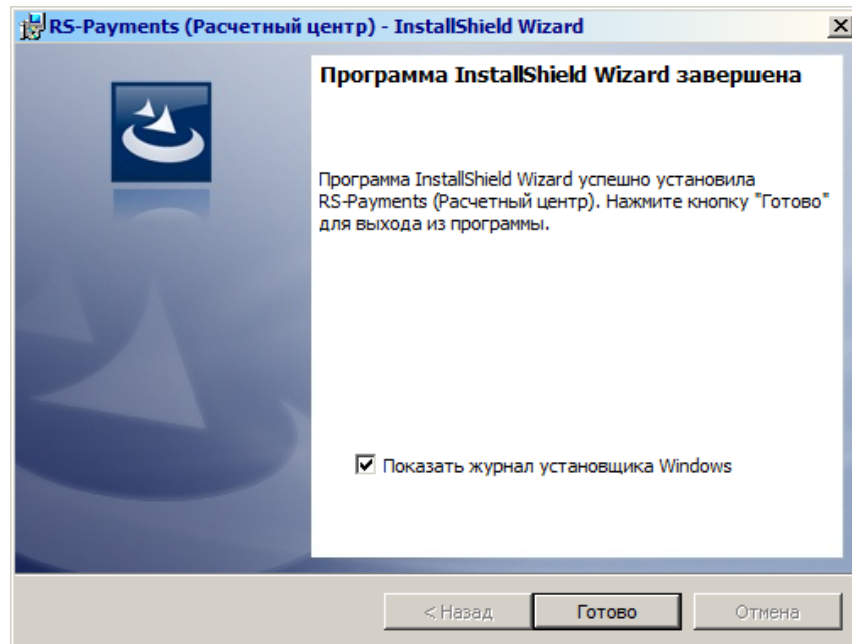 RS-Payments (Расчетный центр) - InstallShield Wizard
Программа InstallShield Wizard завершена
Программа InstallShield Wizard успешно установила
RS-Payments (Расчетный центр). Нажмите кнопку "Готово"
для выхода из программы.
Показать журнал установщика Windows
< Назад
Готово
Отмена